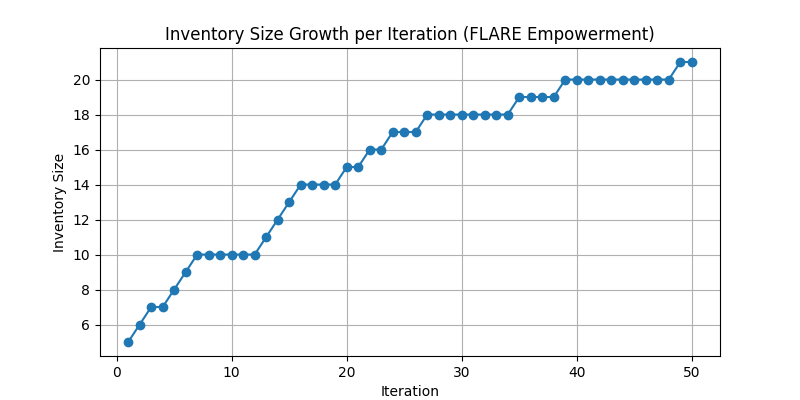 Inventory Size Growth per Iteration (FLARE Empowerment)
Inventory Size
20
18
16
14
12
10
8
6
0 10 20 30 40 50
Iteration